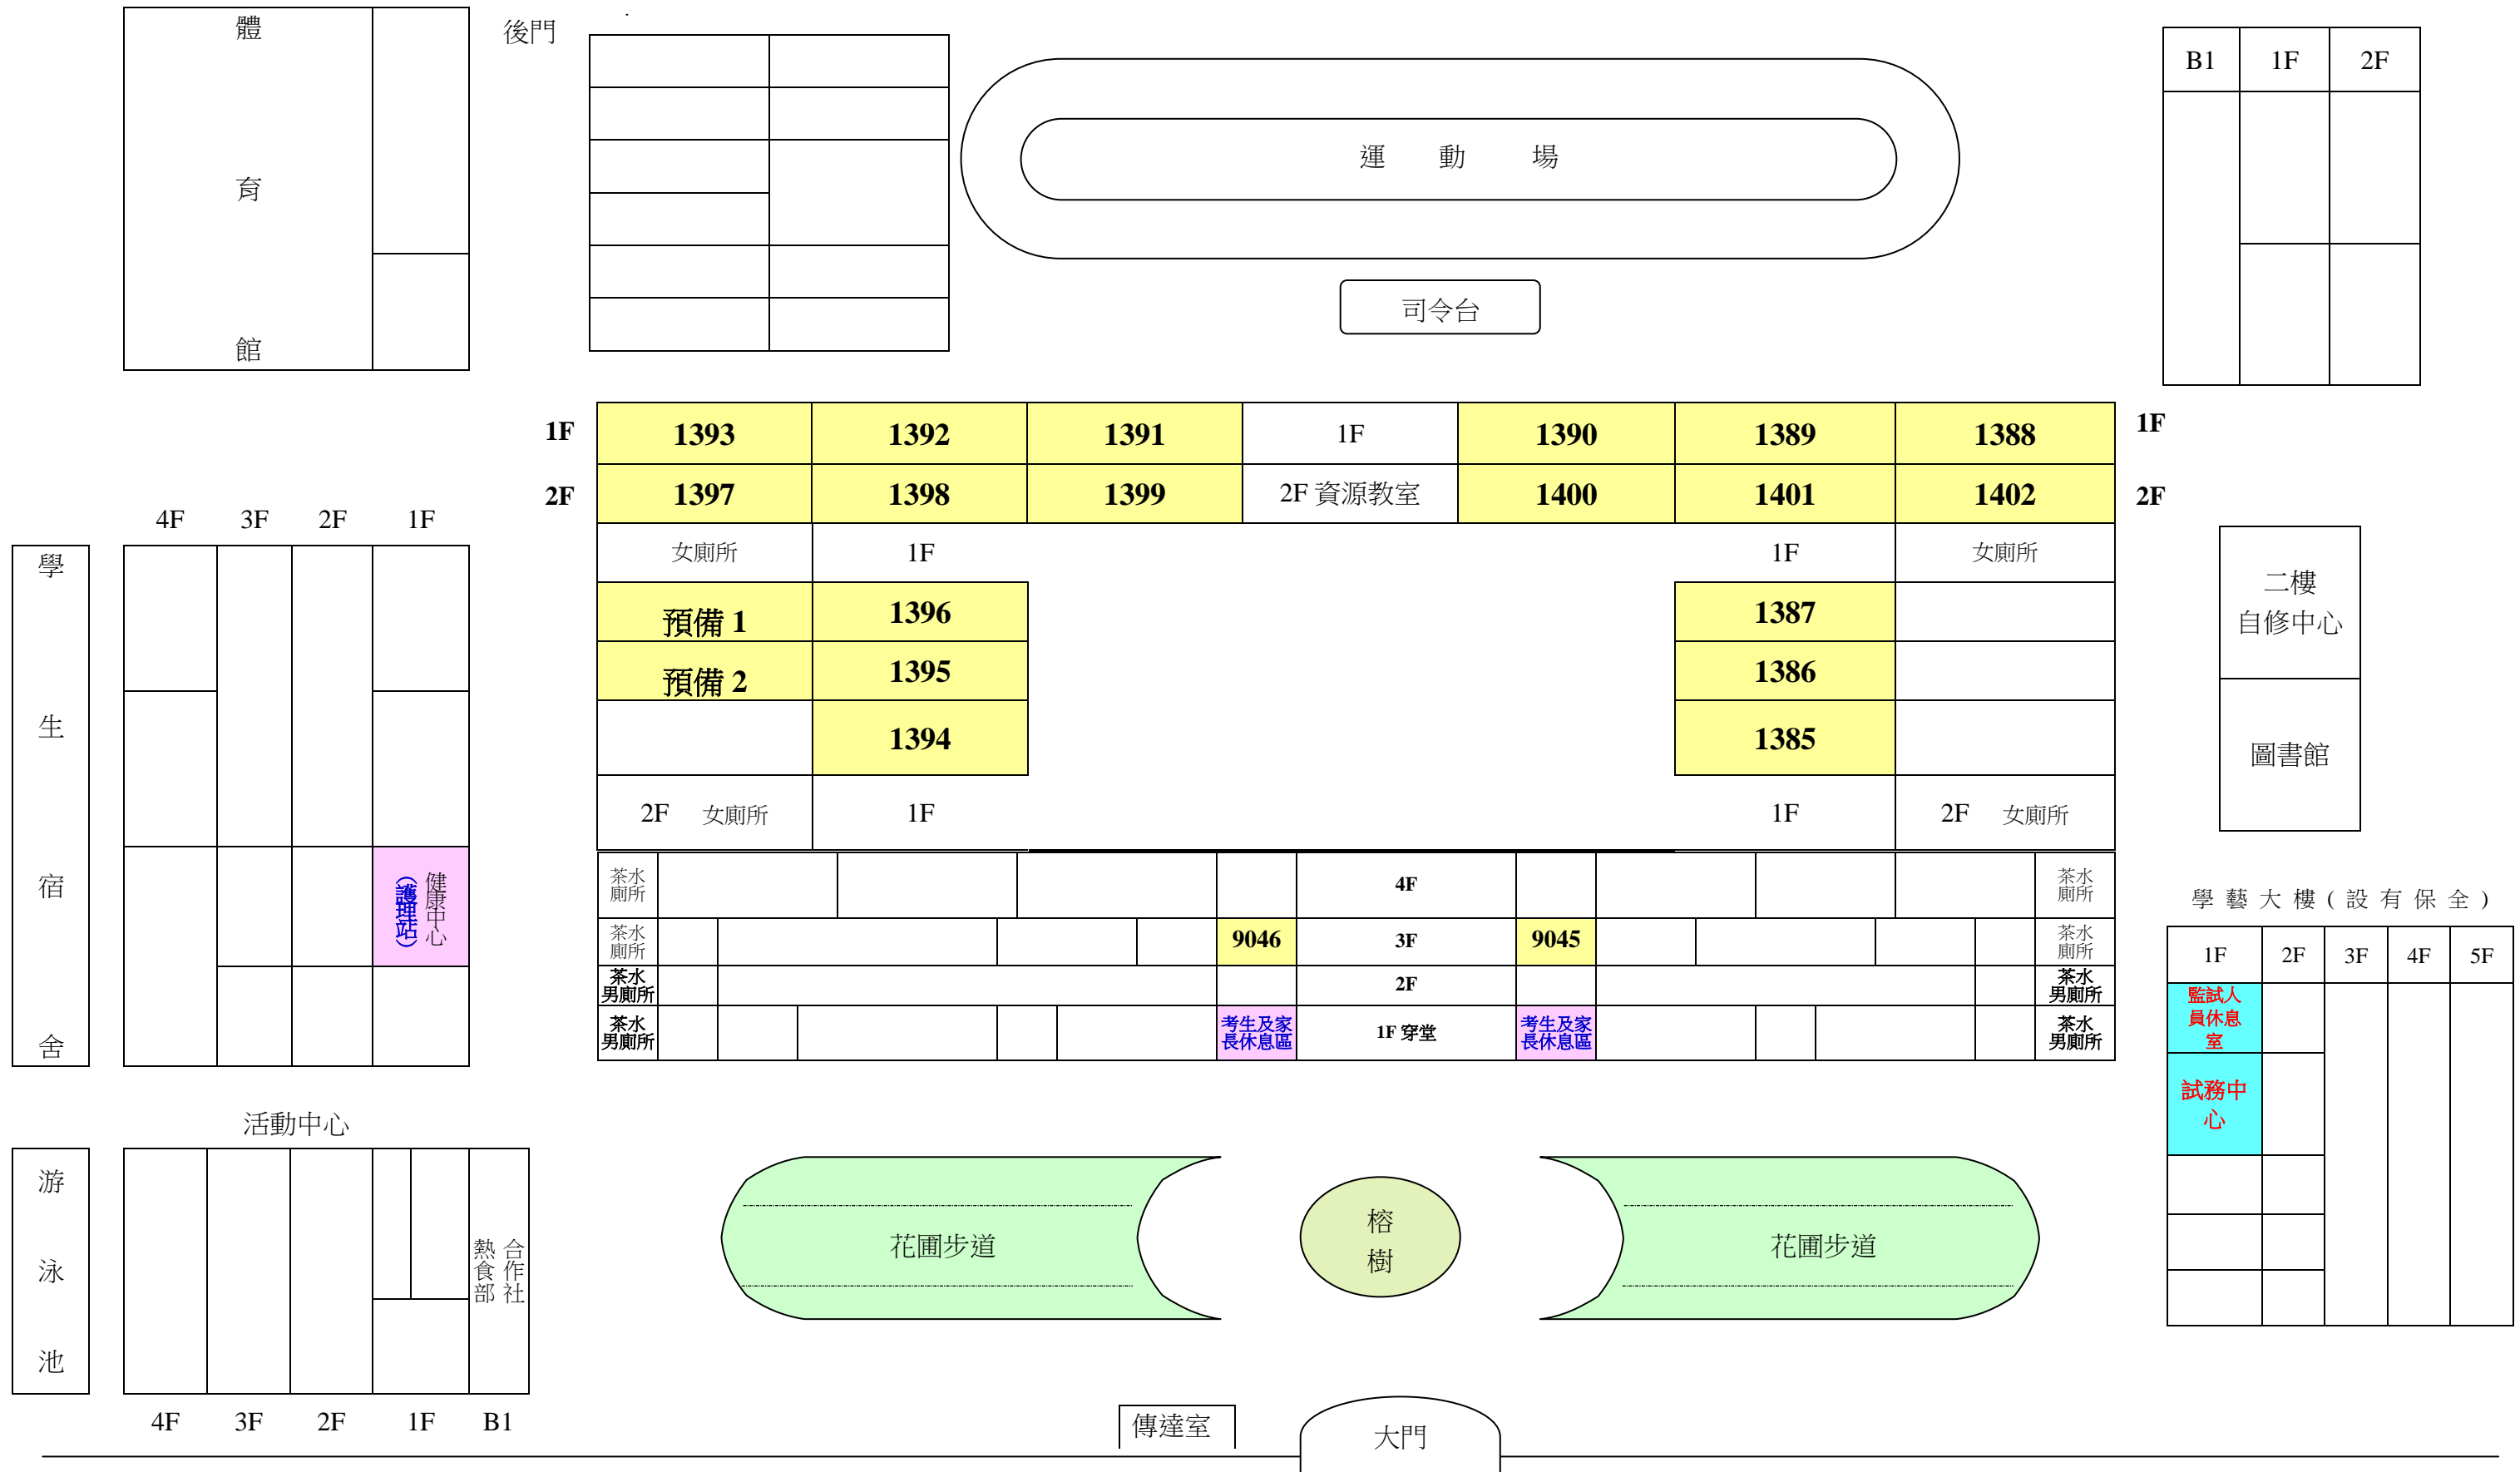 體
育
館
後門
運 動 場
司令台
B1 1F 2F
1F 1393 1392 1391 1F 1390 1389 1388 1F
2F 1397 1398 1399 2F 資源教室 1400 1401 1402 2F
女廁所 1F 1F 女廁所
預備 1 1396 1387
預備 2 1395 1386
1394 1385
2F 女廁所 1F 1F 2F 女廁所
4F 3F 2F 1F
學
生
宿
舍
健康中心
(護理站)
二樓
自修中心
圖書館
茶水
廁所
4F
茶水
廁所
茶水
廁所
9046 3F 9045
茶水
廁所
茶水
男廁所
2F
茶水
男廁所
茶水
男廁所
考生及家
長休息區
1F 穿堂
考生及家
長休息區
茶水
男廁所
學藝大樓(設有保全)
1F 2F 3F 4F 5F
監試人
員休息
室
試務中
心
活動中心
游
泳
池
合作社
熱食部
4F 3F 2F 1F B1
花圃步道
榕
樹
花圃步道
傳達室
大門